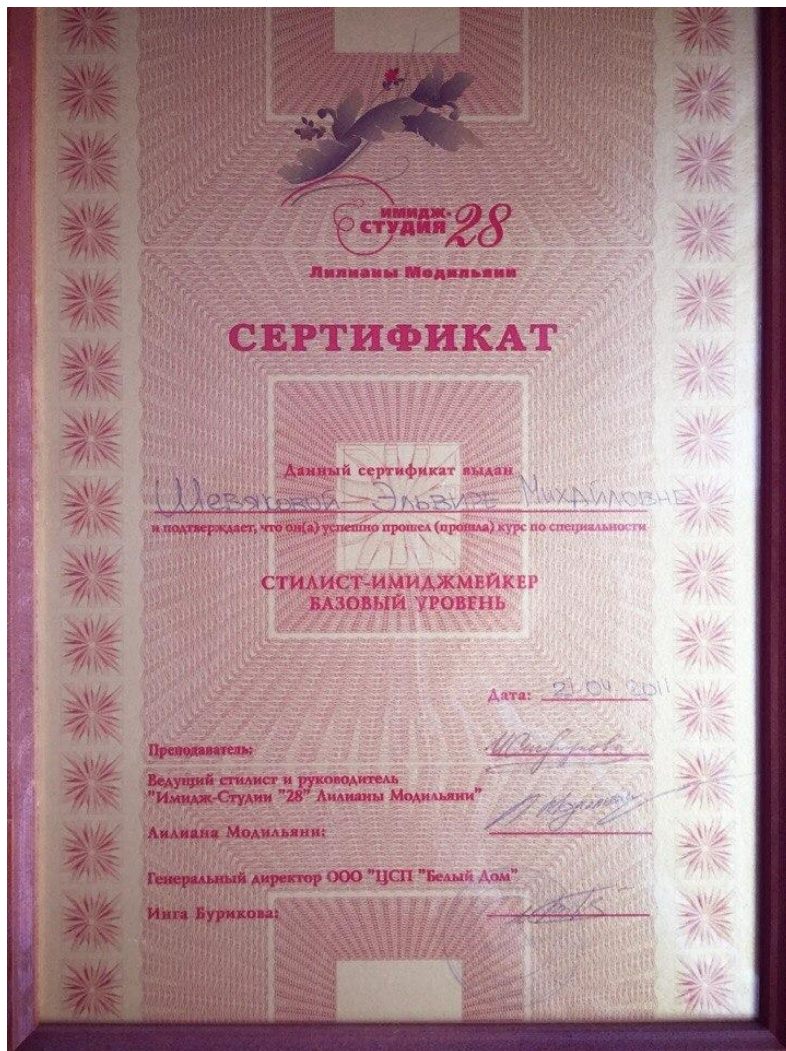 ИМИДЖ-
СТУДИЯ 28
Лилианы Модильяни
СЕРТИФИКАТ
Данный сертификат выдан
Шевяковой Эльвире Михайловне
и подтверждает, что он(а) успешно прошел (прошла) курс по специальности
СТИЛИСТ-ИМИДЖМЕЙКЕР
БАЗОВЫЙ УРОВЕНЬ
Дата: 21.04 2011
Преподаватель:
Ведущий стилист и руководитель
"Имидж-Студии "28" Лилианы Модильяни"
Лилиана Модильяни:
Генеральный директор ООО "ЦСП "Белый Дом"
Инга Бурикова: